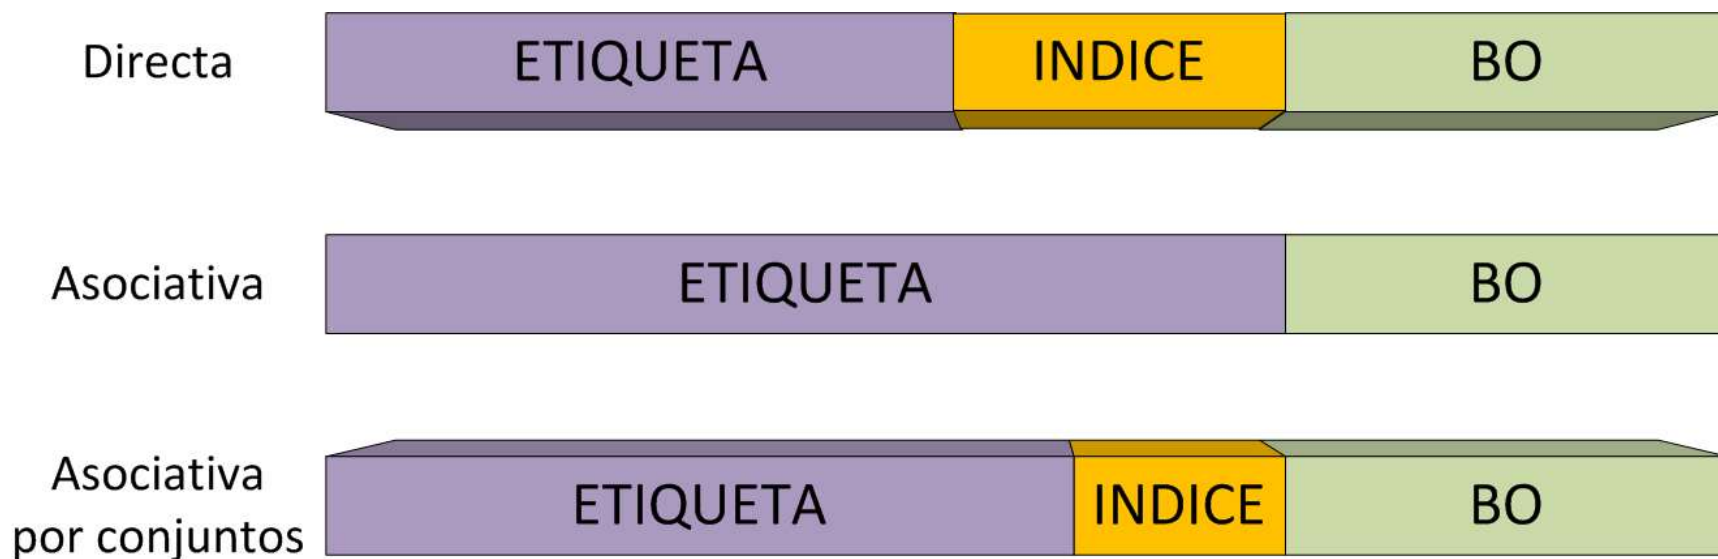 Directa ETIQUETA INDICE BO
Asociativa ETIQUETA BO
Asociativa
por conjuntos ETIQUETA INDICE BO